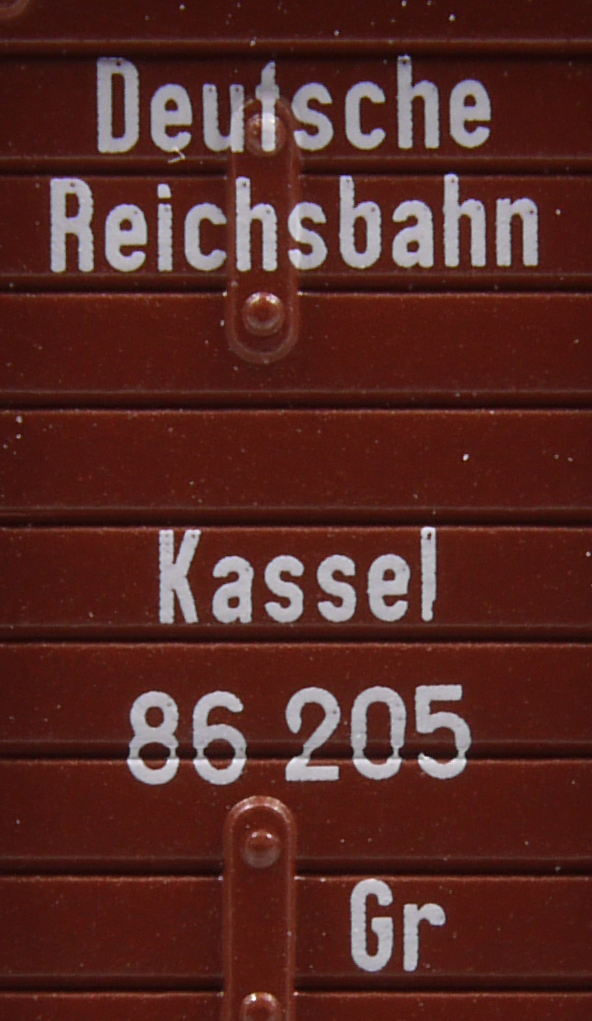 Deutsche
Reichsbahn
Kassel
86 205
Gr